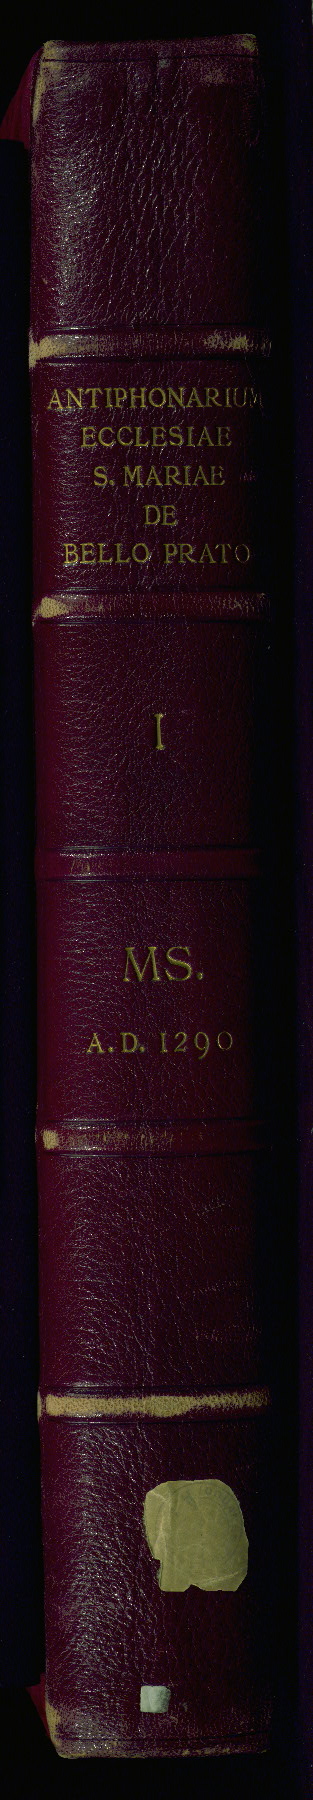 ANTIPHONARIUM
ECCLESIAE
S. MARIAE
DE
BELLO PRATO
I
MS.
A.D. 1290